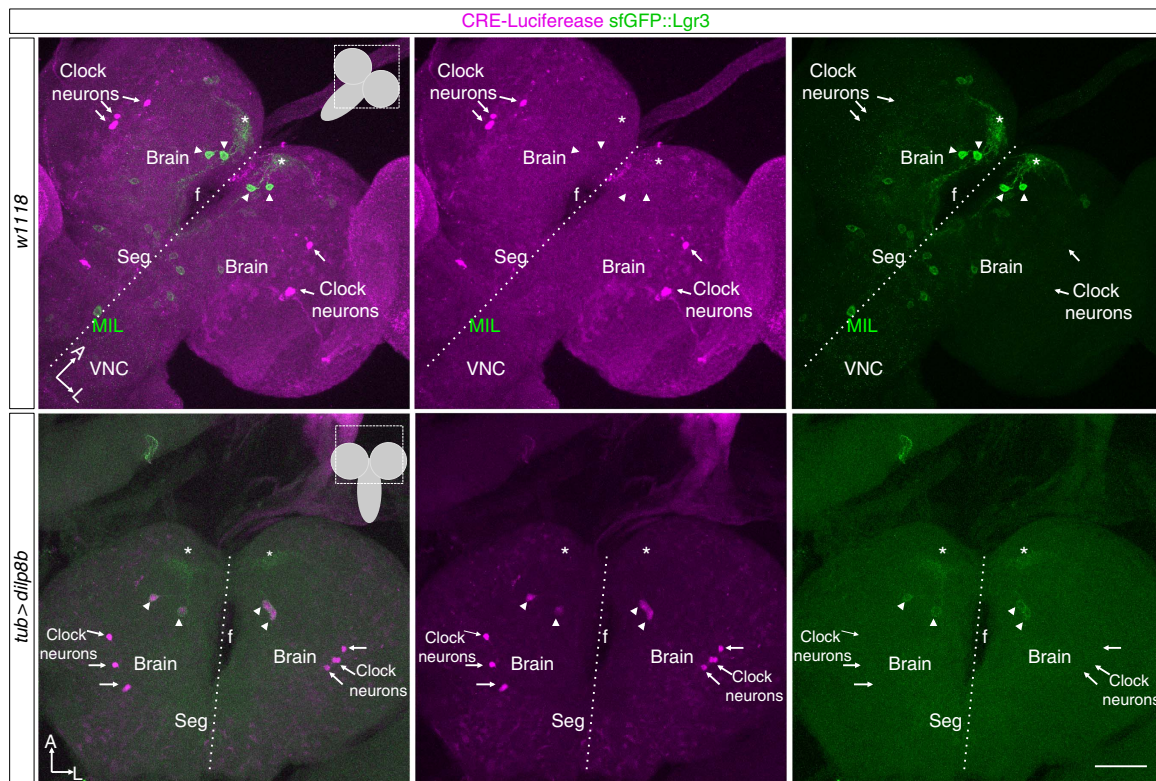 CRE-Luciferease sfGFP::Lgr3
w1118
Clock
neurons
*
Brain
*
f
Seg
Brain
Clock
neurons
MIL
A
L
VNC
Clock
neurons
*
Brain
*
f
Seg
Brain
Clock
neurons
MIL
VNC
Clock
neurons
*
Brain
*
f
Seg
Brain
Clock
neurons
MIL
VNC
tub>dilp8b
*
*
f
Clock
neurons
Brain
Brain
Clock
neurons
Seg
A
L
*
*
f
Clock
neurons
Brain
Brain
Clock
neurons
Seg
*
*
f
Clock
neurons
Brain
Brain
Clock
neurons
Seg